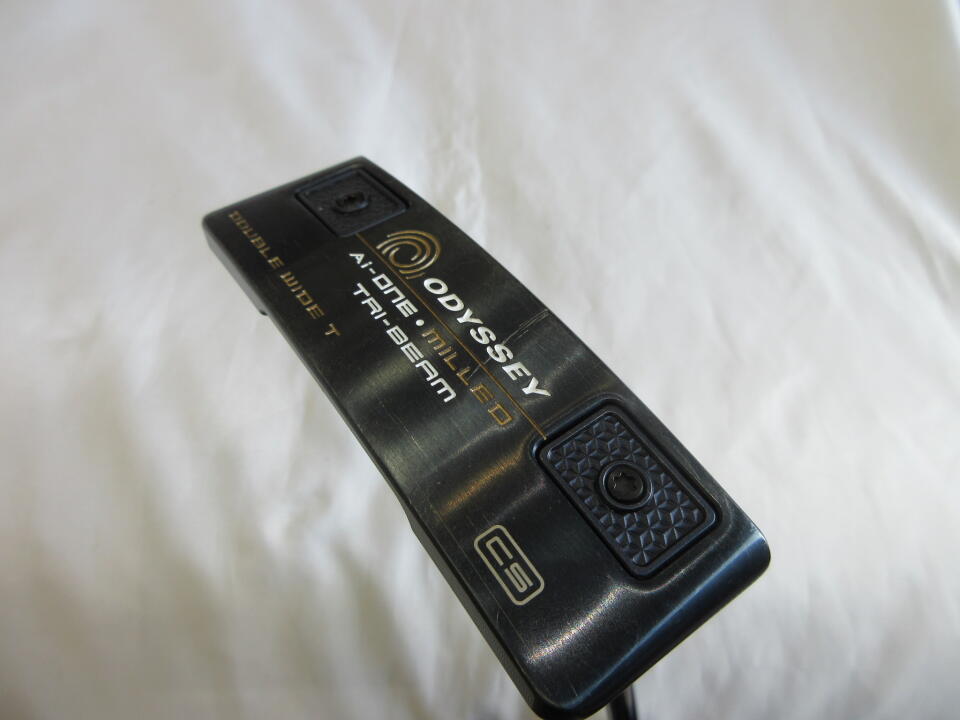 ODYSSEY
Ai-ONE • MILLED
TRI-BEAM
DOUBLE WIDE T
CS